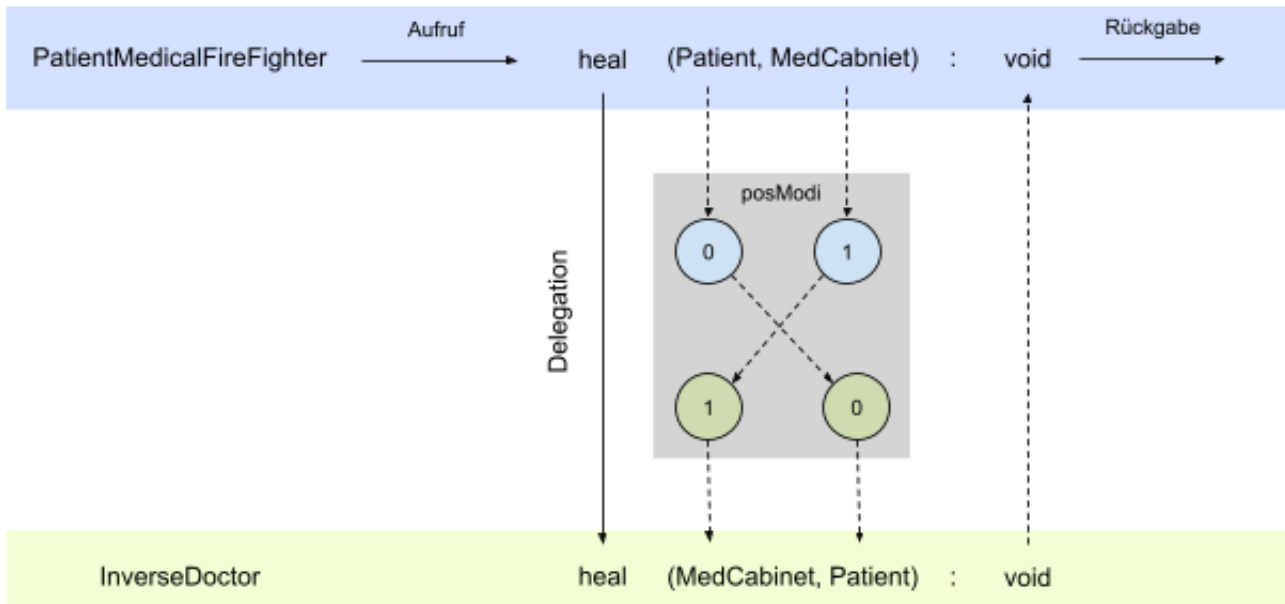 Aufruf
Rückgabe
PatientMedicalFireFighter heal (Patient, MedCabniet) : void
posModi
0 1
Delegation
1 0
InverseDoctor heal (MedCabinet, Patient) : void